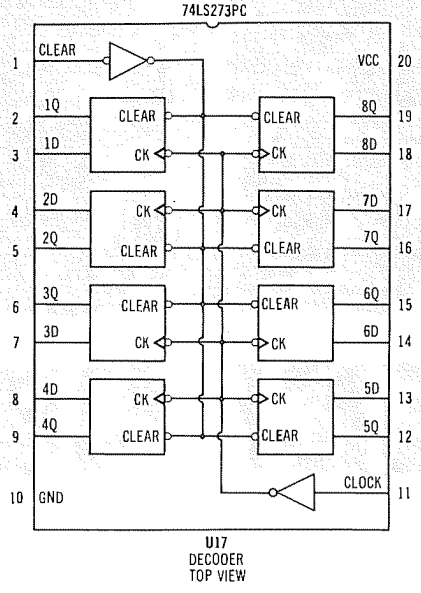 74LS273PC
CLEAR
1 VCC 20
2 1Q CLEAR CLEAR 8Q 19
3 1D CK CK 8D 18
4 2D CK CK 7D 17
5 2Q CLEAR CLEAR 7Q 16
6 3Q CLEAR CLEAR 6Q 15
7 3D CK CK 6D 14
8 4D CK CK 5D 13
9 4Q CLEAR CLEAR 5Q 12
10 GND CLOCK 11
U17
DECODER
TOP VIEW